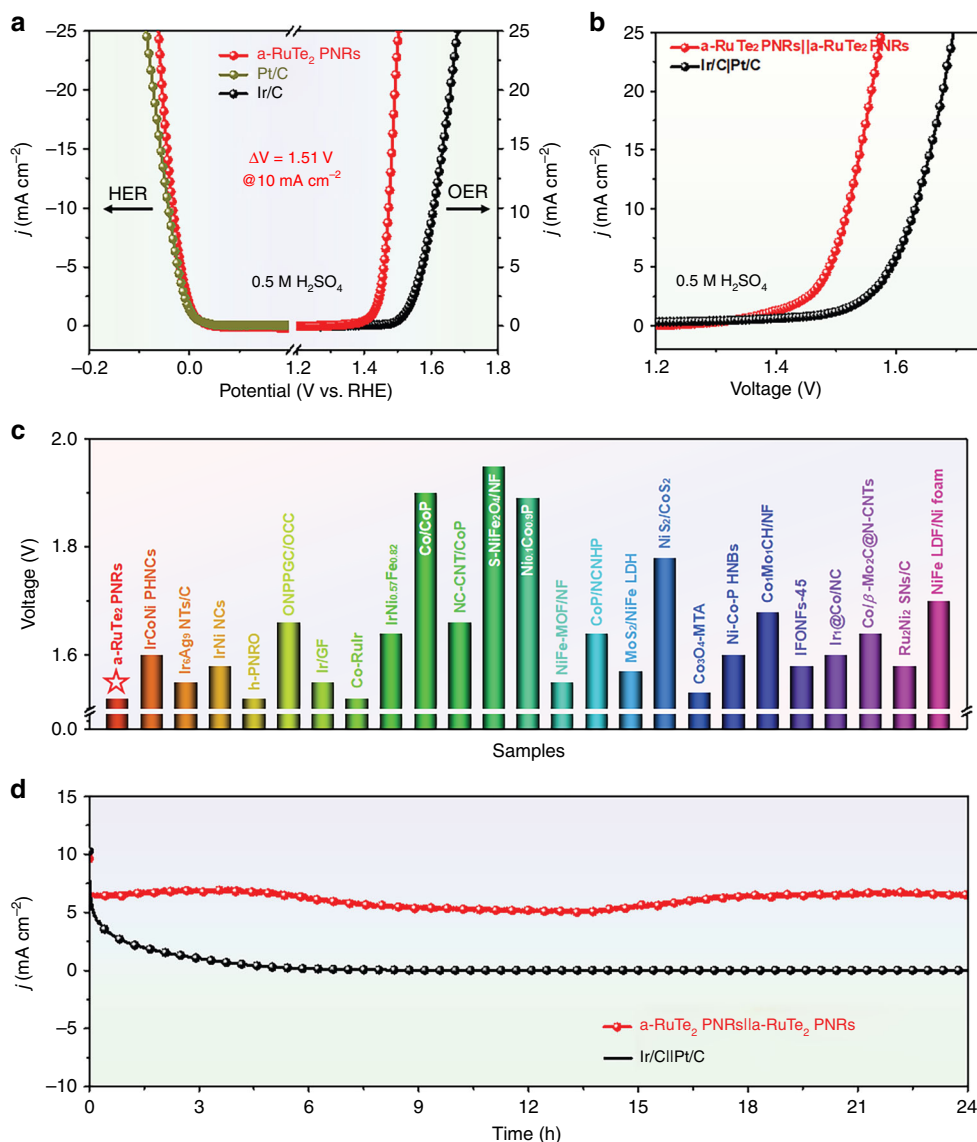 a
−25
−20
−15
−10
−5
0
j (mA cm−2)
a-RuTe2 PNRs
Pt/C
Ir/C
ΔV = 1.51 V
@10 mA cm−2
HER
OER
0.5 M H2SO4
25
20
15
10
5
0
j (mA cm−2)
−0.2
0.0
1.2
1.4
1.6
1.8
Potential (V vs. RHE)
b
25
20
15
10
5
0
j (mA cm−2)
a-RuTe2 PNRs||a-RuTe2 PNRs
Ir/C|Pt/C
0.5 M H2SO4
1.2
1.4
1.6
Voltage (V)
c
2.0
1.8
1.6
0.0
Voltage (V)
a-RuTe2 PNRs
IrCoNi PHNCs
Ir6Ag9 NTs/C
IrNi NCs
h-PNRO
ONPPGC/OCC
Ir/GF
Co-RuIr
IrNi0.57Fe0.82
Co/CoP
NC-CNT/CoP
S-NiFe2O4/NF
Ni0.1Co0.9P
NiFe-MOF/NF
CoP/NCNHP
MoS2/NiFe LDH
NiS2/CoS2
Co3O4-MTA
Ni-Co-P HNBs
Co1Mo1CH/NF
IFONFs-45
Ir1@Co/NC
Co/β-Mo2C@N-CNTs
Ru2Ni2 SNs/C
NiFe LDF/Ni foam
Samples
d
15
10
5
0
−5
−10
j (mA cm−2)
a-RuTe2 PNRsIIa-RuTe2 PNRs
Ir/CIIPt/C
0
3
6
9
12
15
18
21
24
Time (h)